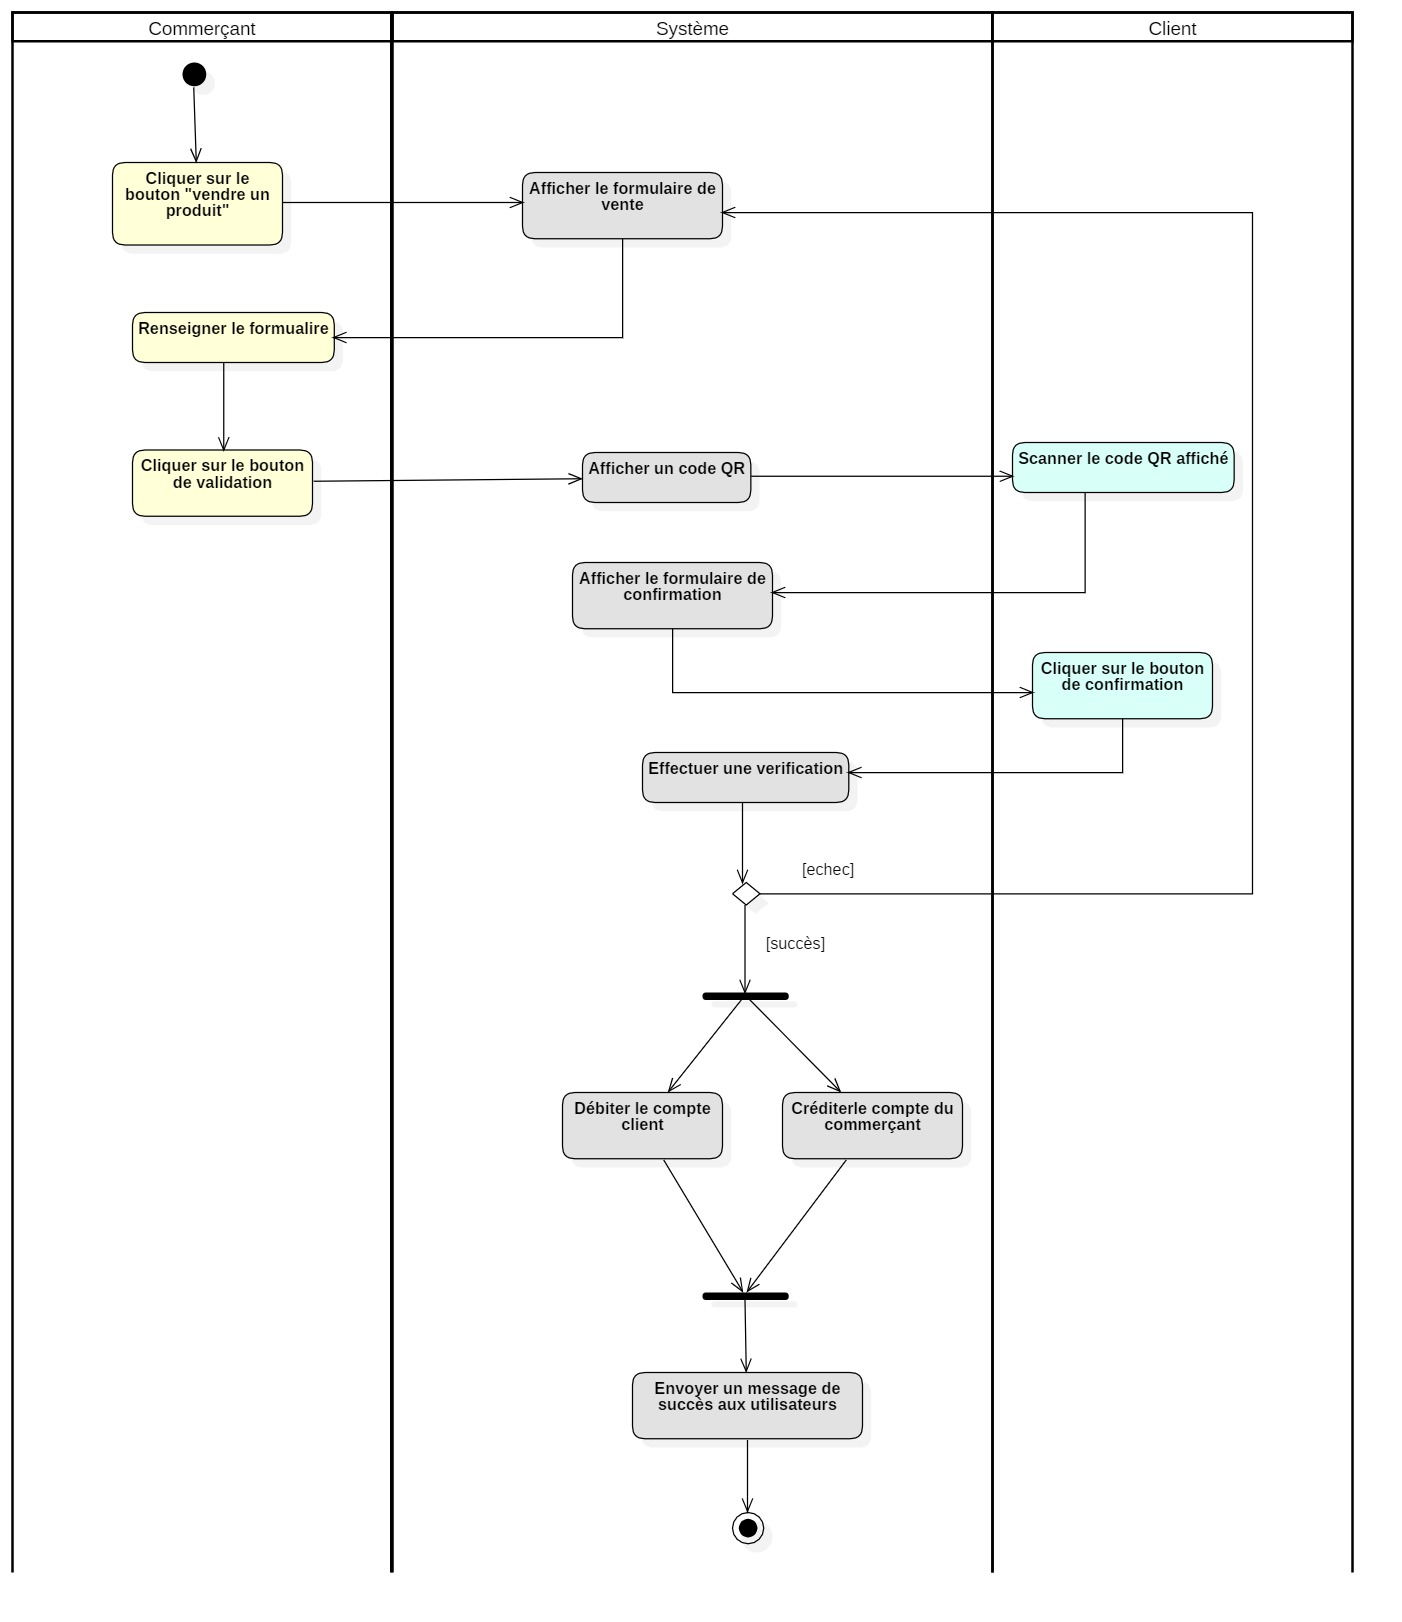 Commerçant
Système
Client
Cliquer sur le
bouton "vendre un
produit"
Afficher le formulaire de
vente
Renseigner le formualire
Cliquer sur le bouton
de validation
Afficher un code QR
Scanner le code QR affiché
Afficher le formulaire de
confirmation
Cliquer sur le bouton
de confirmation
Effectuer une verification
[echec]
[succès]
Débiter le compte
client
Créditerle compte du
commerçant
Envoyer un message de
succès aux utilisateurs